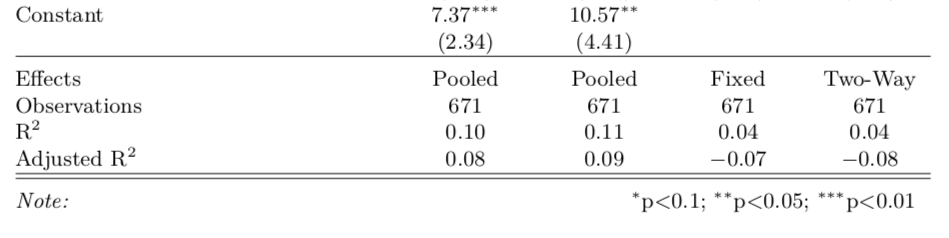 Constant 7.37*** 10.57**
(2.34) (4.41)
Effects Pooled Pooled Fixed Two-Way
Observations 671 671 671 671
R² 0.10 0.11 0.04 0.04
Adjusted R² 0.08 0.09 −0.07 −0.08
Note: *p<0.1; **p<0.05; ***p<0.01